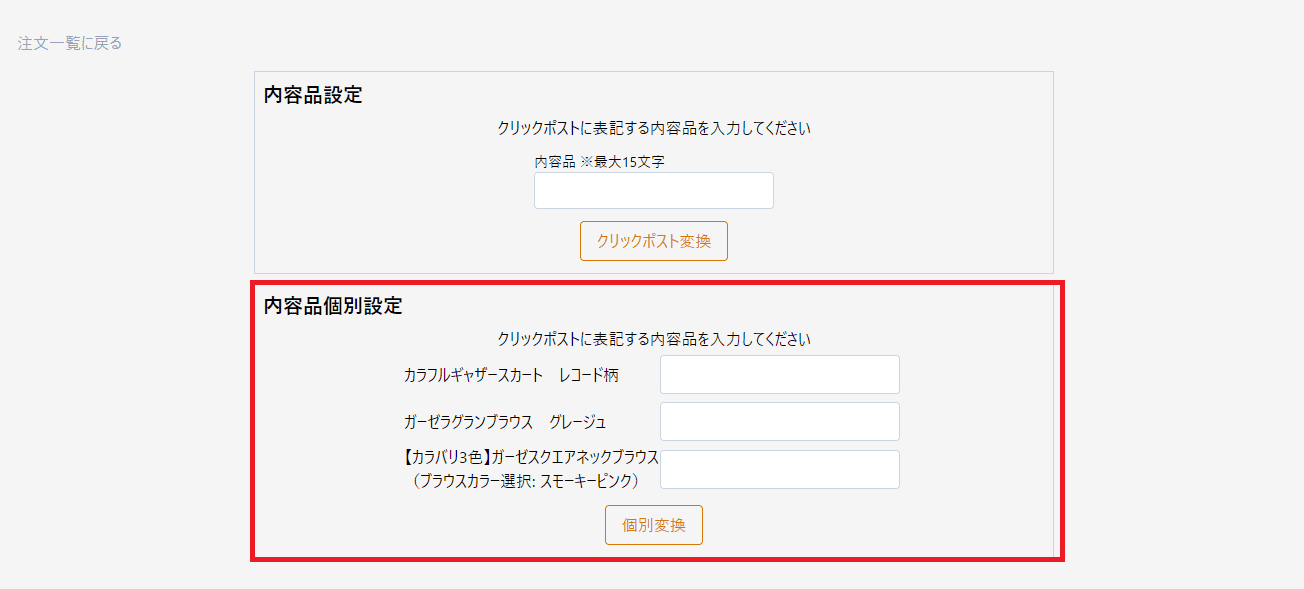 注文一覧に戻る
内容品設定
クリックポストに表記する内容品を入力してください
内容品 ※最大15文字
クリックポスト変換
内容品個別設定
クリックポストに表記する内容品を入力してください
カラフルギャザースカート　レコード柄
ガーゼラグランブラウス　グレージュ
【カラバリ3色】ガーゼスクエアネックブラウス
（ブラウスカラー選択: スモーキーピンク）
個別変換